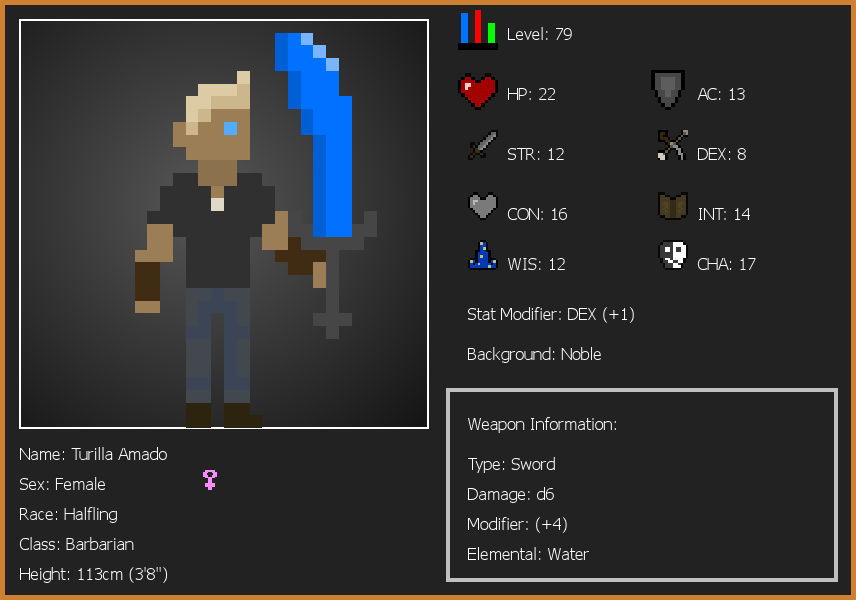 Level: 79
HP: 22
AC: 13
STR: 12
DEX: 8
CON: 16
INT: 14
WIS: 12
CHA: 17
Stat Modifier: DEX (+1)
Background: Noble
Weapon Information:
Type: Sword
Damage: d6
Modifier: (+4)
Elemental: Water
Name: Turilla Amado
Sex: Female
Race: Halfling
Class: Barbarian
Height: 113cm (3'8")